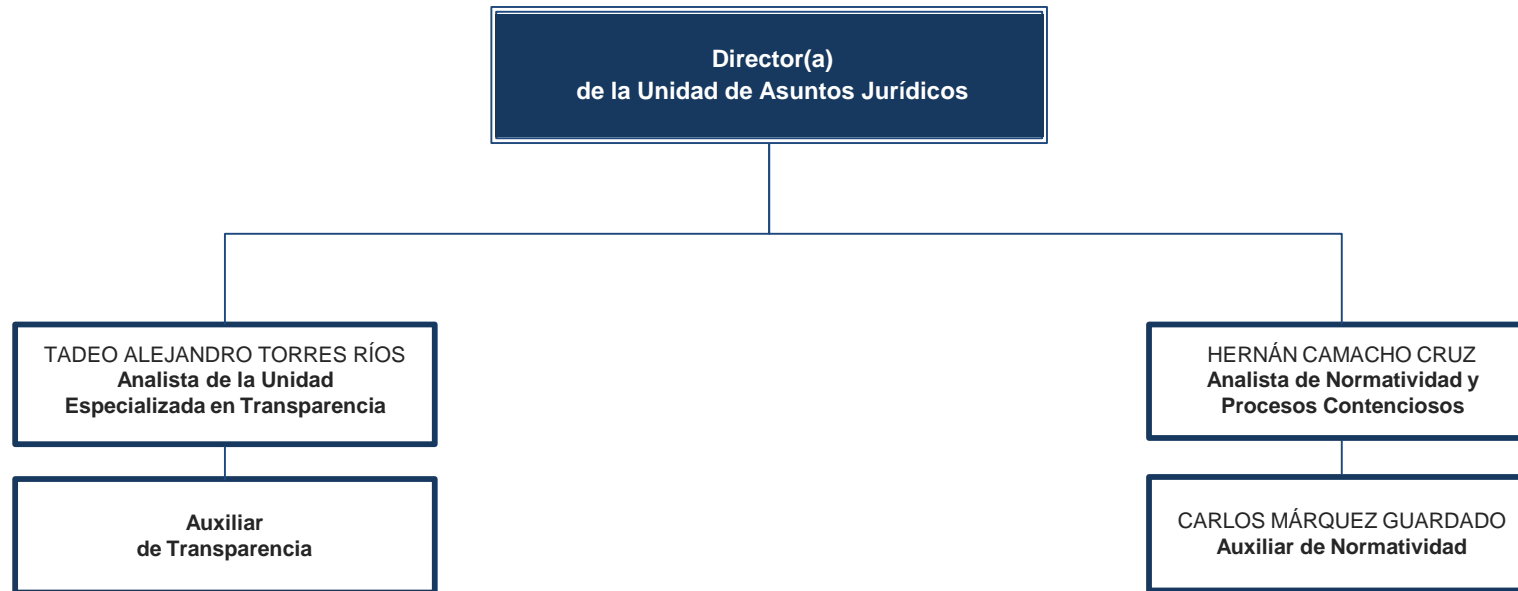 Director(a)
de la Unidad de Asuntos Jurídicos
TADEO ALEJANDRO TORRES RÍOS
Analista de la Unidad
Especializada en Transparencia
HERNÁN CAMACHO CRUZ
Analista de Normatividad y
Procesos Contenciosos
Auxiliar
de Transparencia
CARLOS MÁRQUEZ GUARDADO
Auxiliar de Normatividad